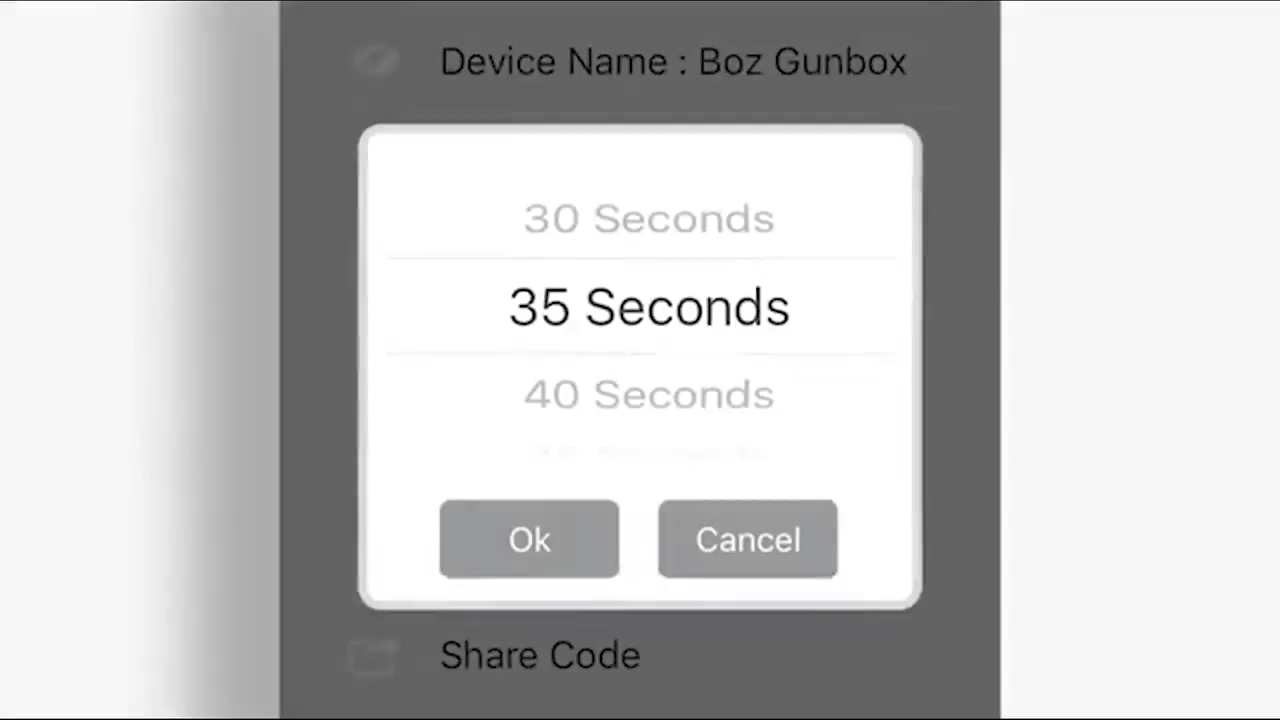 Device Name : Boz Gunbox
30 Seconds
35 Seconds
40 Seconds
Ok Cancel
Share Code